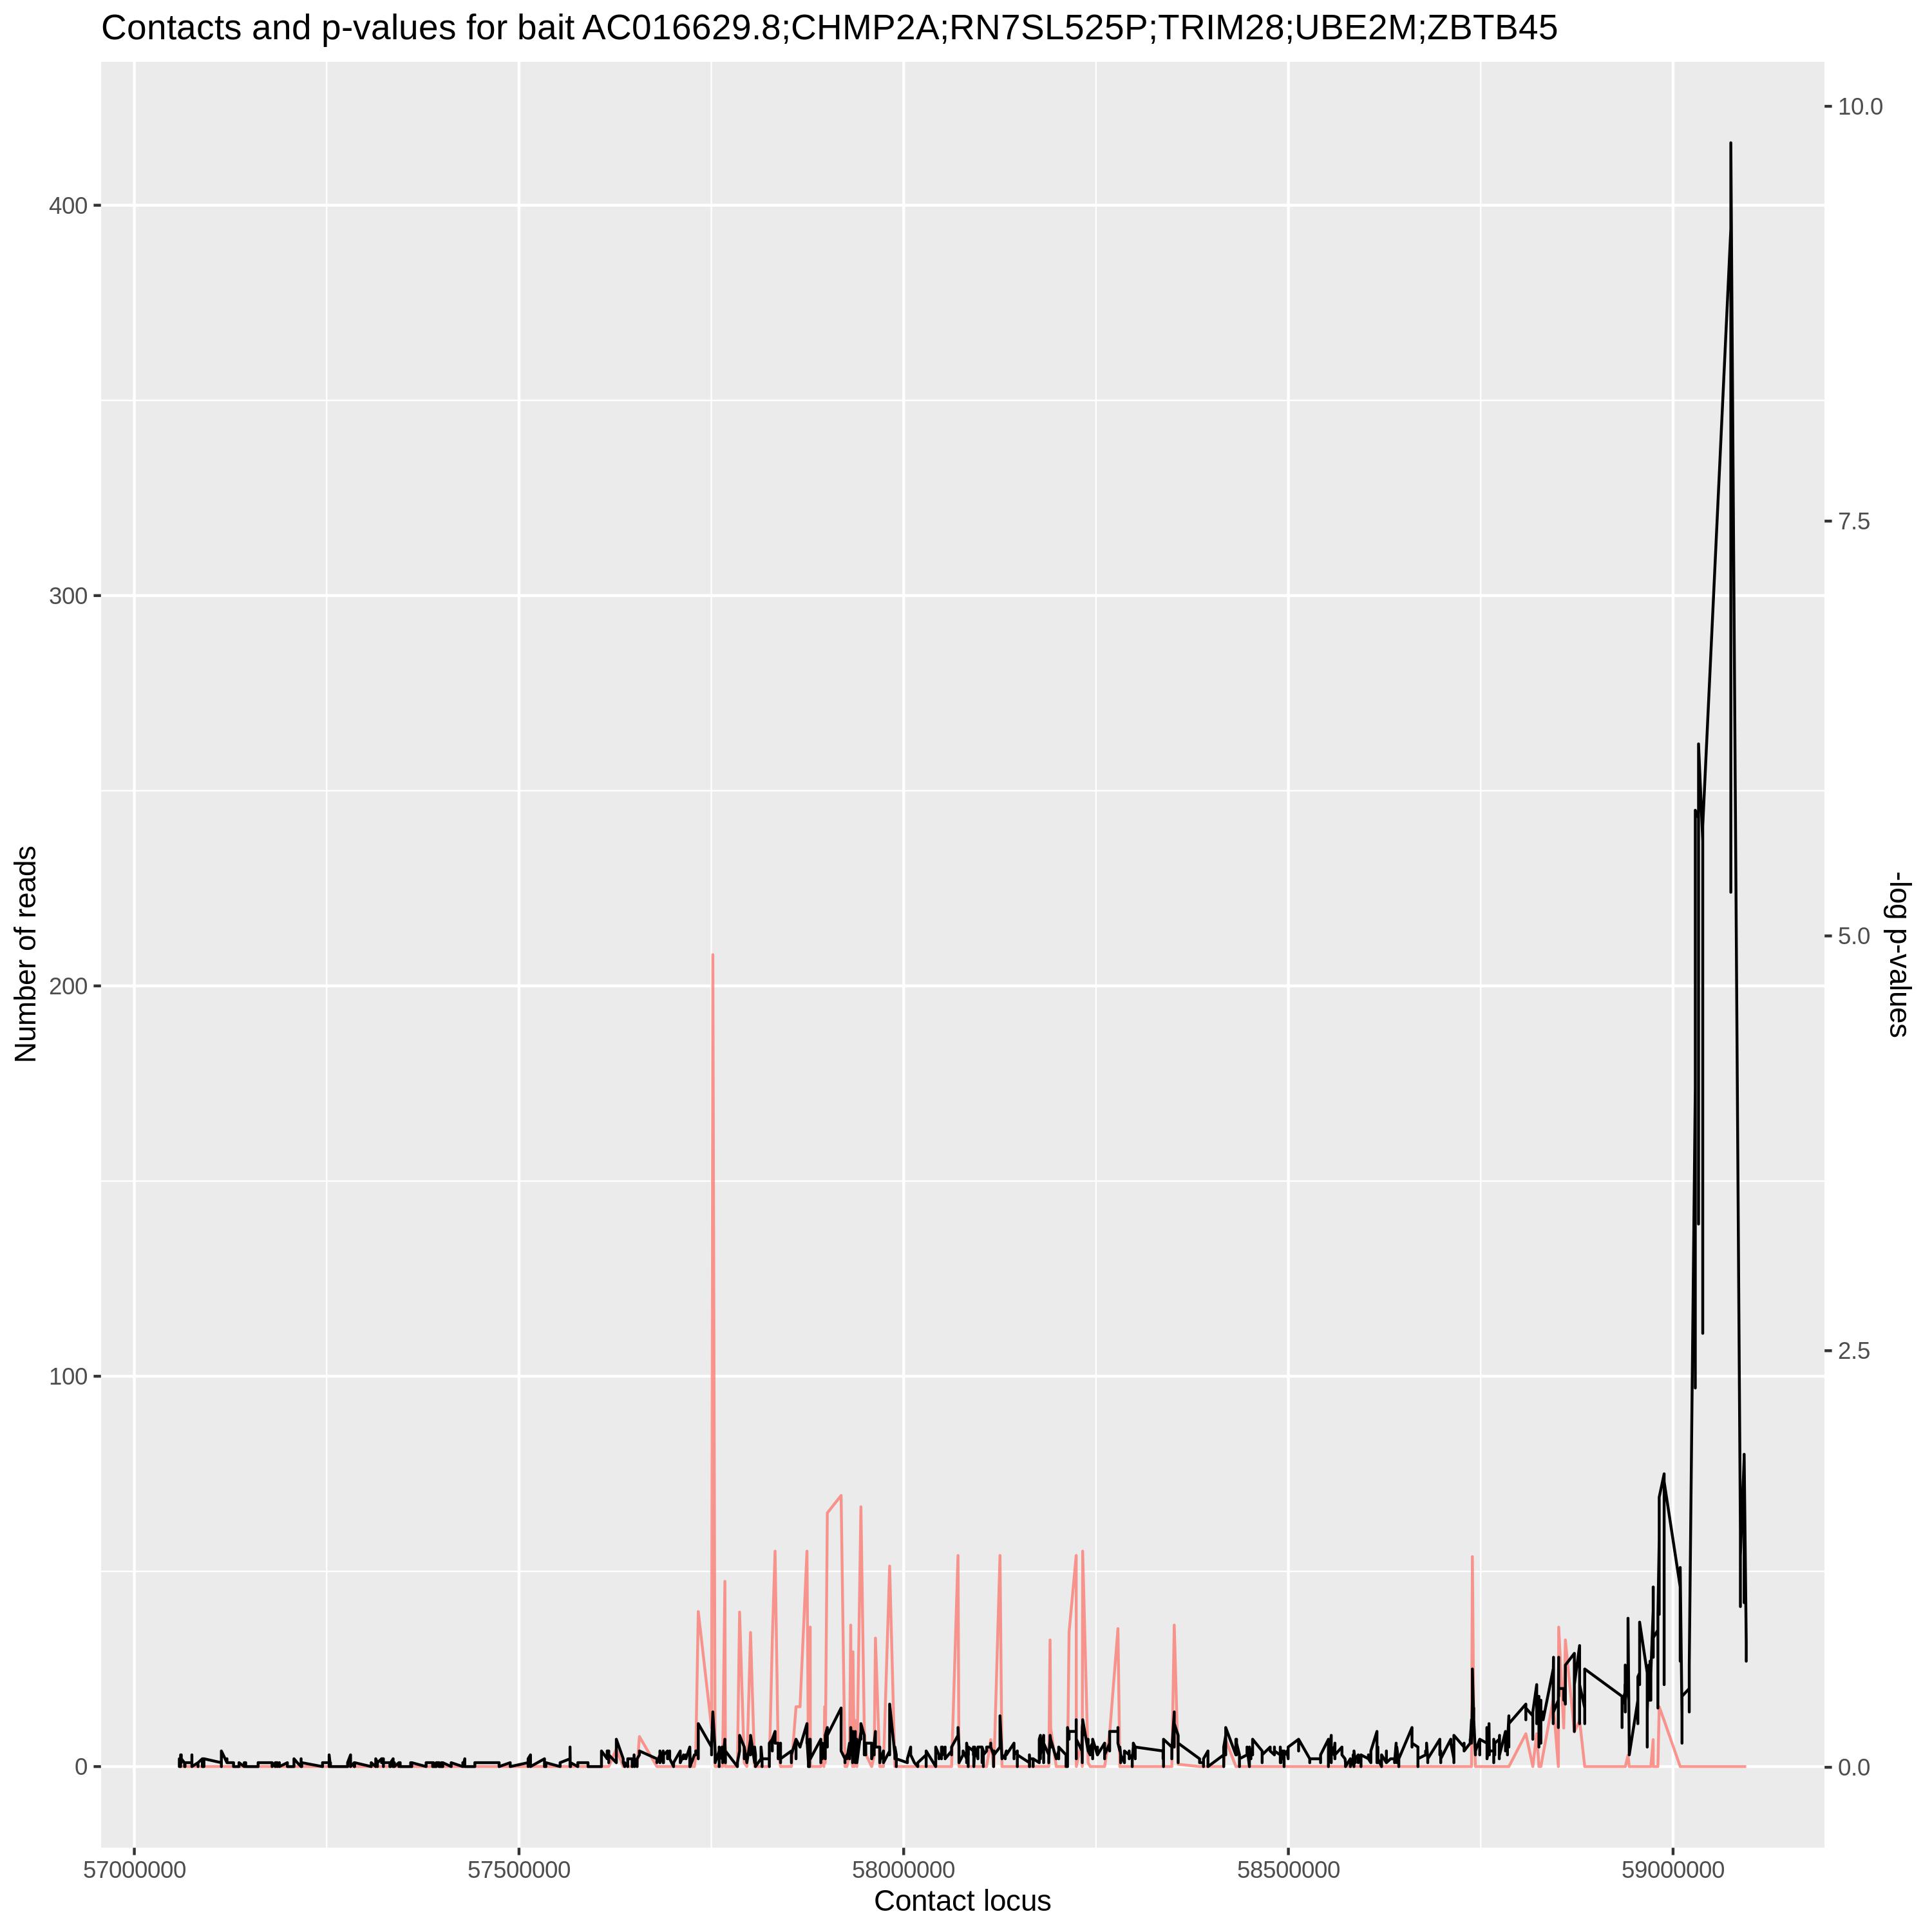 Contacts and p-values for bait AC016629.8;CHMP2A;RN7SL525P;TRIM28;UBE2M;ZBTB45
10.0
400
7.5
300
Number of reads
-log p-values
5.0
200
2.5
100
0
0.0
57000000 57500000 58000000 58500000 59000000
Contact locus